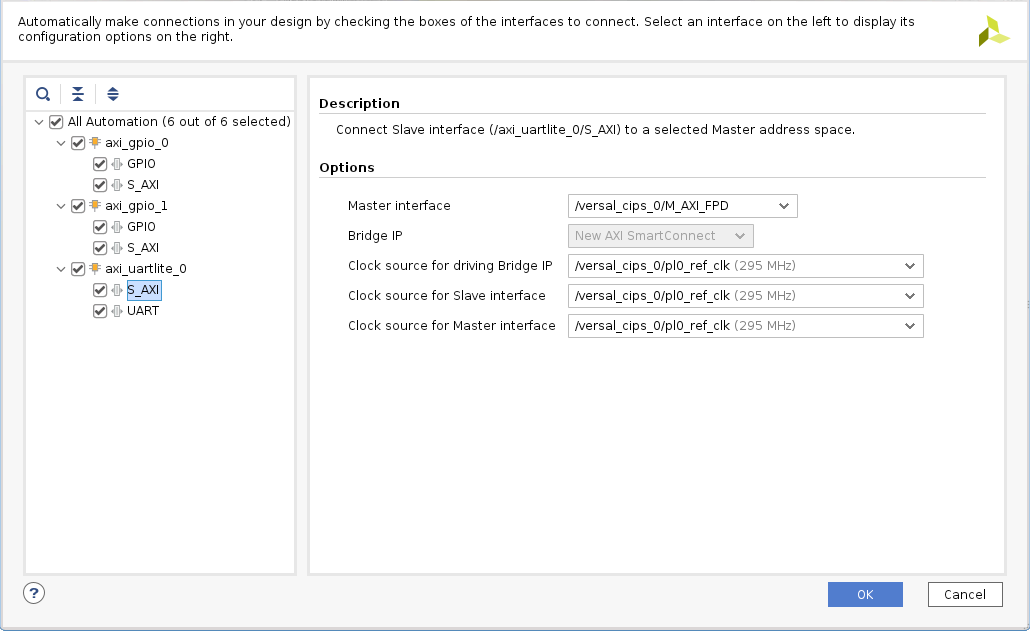 Automatically make connections in your design by checking the boxes of the interfaces to connect. Select an interface on the left to display its
configuration options on the right.
All Automation (6 out of 6 selected)
axi_gpio_0
GPIO
S_AXI
axi_gpio_1
GPIO
S_AXI
axi_uartlite_0
S_AXI
UART
Description
Connect Slave interface (/axi_uartlite_0/S_AXI) to a selected Master address space.
Options
Master interface /versal_cips_0/M_AXI_FPD
Bridge IP New AXI SmartConnect
Clock source for driving Bridge IP /versal_cips_0/pl0_ref_clk (295 MHz)
Clock source for Slave interface /versal_cips_0/pl0_ref_clk (295 MHz)
Clock source for Master interface /versal_cips_0/pl0_ref_clk (295 MHz)
?
OK
Cancel